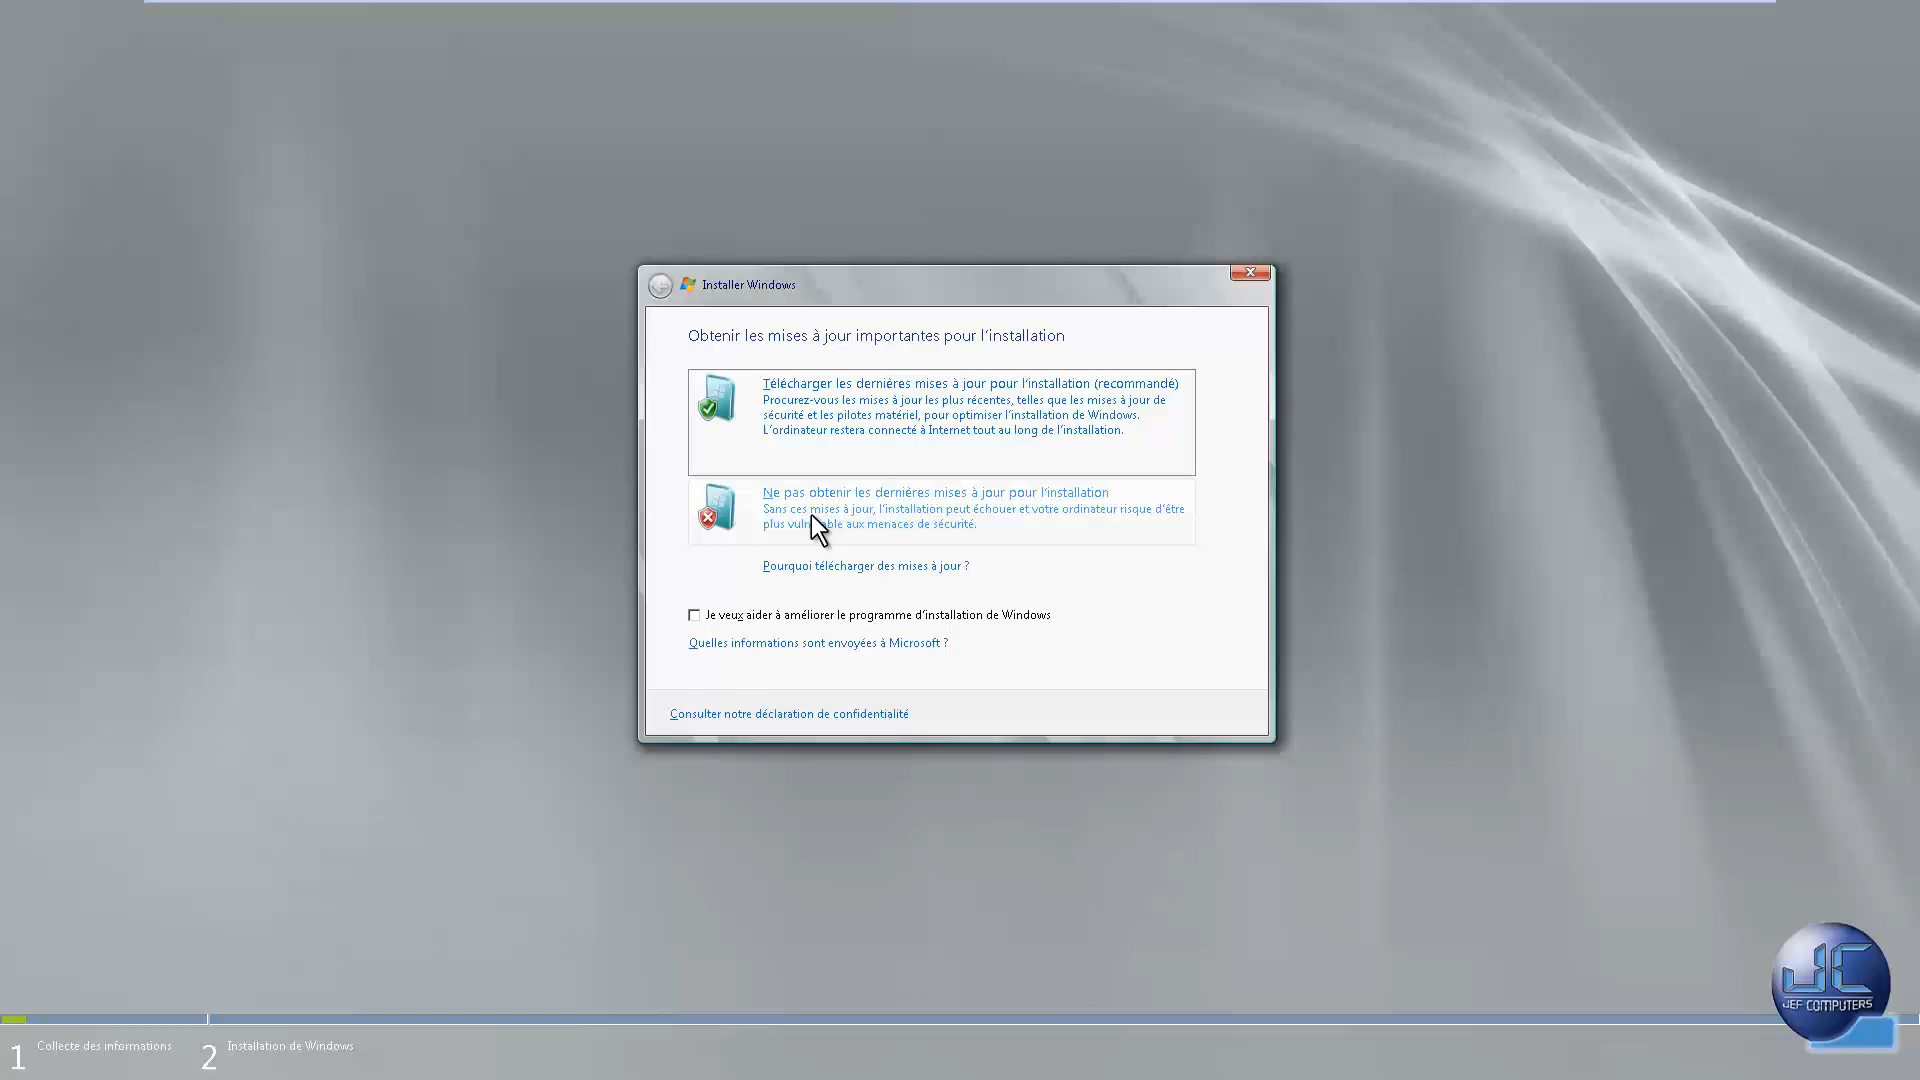 Installer Windows
Obtenir les mises à jour importantes pour l'installation
Télécharger les dernières mises à jour pour l'installation (recommandé)
Procurez-vous les mises à jour les plus récentes, telles que les mises à jour de
sécurité et les pilotes matériel, pour optimiser l'installation de Windows.
L'ordinateur restera connecté à Internet tout au long de l'installation.
Ne pas obtenir les dernières mises à jour pour l'installation
Sans ces mises à jour, l'installation peut échouer et votre ordinateur risque d'être
plus vulnérable aux menaces de sécurité.
Pourquoi télécharger des mises à jour ?
Je veux aider à améliorer le programme d'installation de Windows
Quelles informations sont envoyées à Microsoft ?
Consulter notre déclaration de confidentialité
JC
JEF COMPUTERS
1 Collecte des informations
2 Installation de Windows